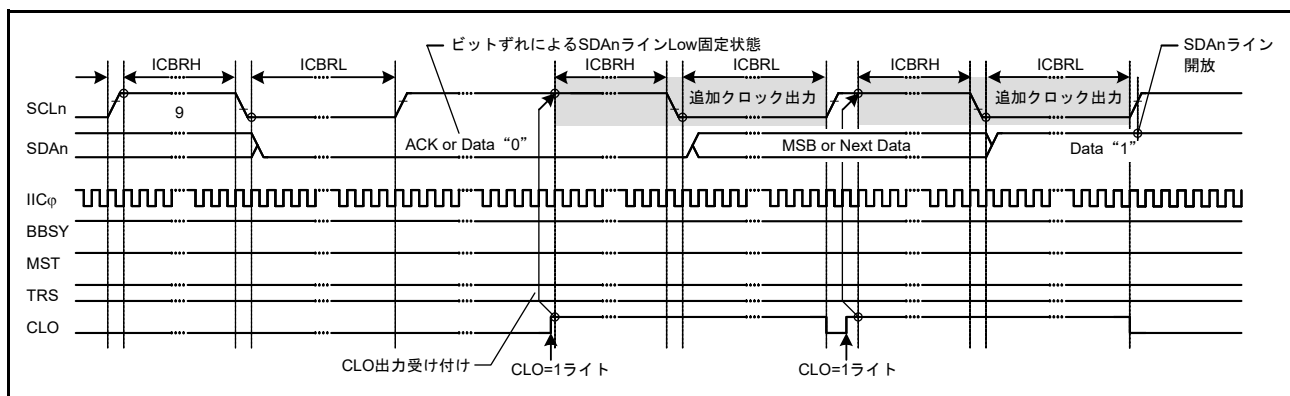 ビットずれによるSDAnラインLow固定状態
SDAnライン
開放
ICBRH
ICBRL
ICBRH
ICBRL
ICBRH
ICBRL
SCLn
9
追加クロック出力
追加クロック出力
SDAn
ACK or Data “0”
MSB or Next Data
Data “1”
IICφ
BBSY
MST
TRS
CLO
CLO出力受け付け
CLO=1ライト
CLO=1ライト